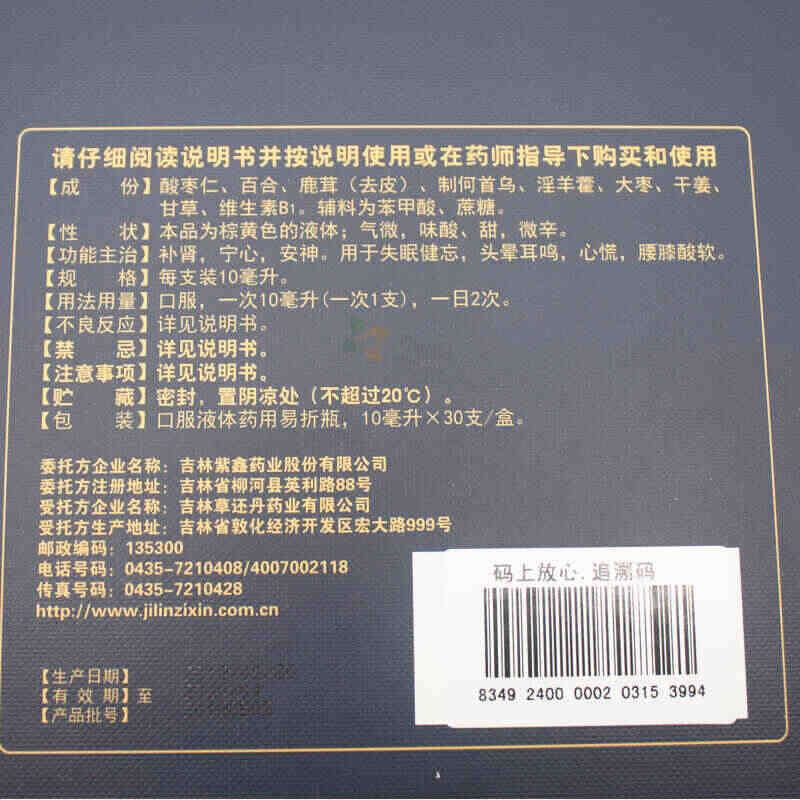 请仔细阅读说明书并按说明使用或在药师指导下购买和使用
【成 份】酸枣仁、百合、鹿茸（去皮）、制何首乌、淫羊藿、大枣、干姜、
甘草、维生素B₁。辅料为苯甲酸、蔗糖。
【性 状】本品为棕黄色的液体；气微，味酸、甜，微辛。
【功能主治】补肾，宁心，安神。用于失眠健忘，头晕耳鸣，心慌，腰膝酸软。
【规 格】每支装10毫升。
【用法用量】口服，一次10毫升(一次1支)，一日2次。
【不良反应】详见说明书。
【禁 忌】详见说明书。
【注意事项】详见说明书。
【贮 藏】密封，置阴凉处（不超过20℃）。
【包 装】口服液体药用易折瓶，10毫升×30支/盒。
委托方企业名称：吉林紫鑫药业股份有限公司
委托方注册地址：吉林省柳河县英利路88号
受托方企业名称：吉林草还丹药业有限公司
受托方生产地址：吉林省敦化经济开发区宏大路999号
邮政编码：135300
电话号码：0435-7210408/4007002118
传真号码：0435-7210428
http://www.jilinzixin.com.cn
码上放心.追溯码
8349 2400 0002 0315 3994
【生产日期】
【有 效 期】至
【产品批号】